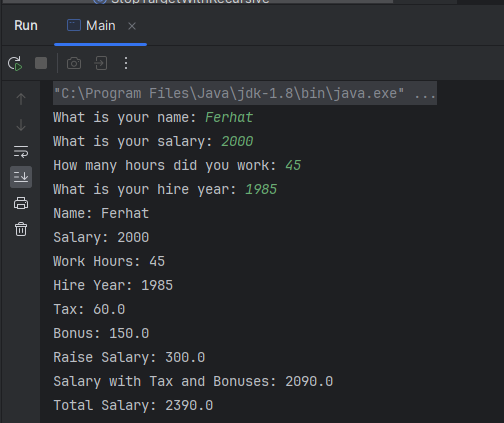 StopTargetWithRecursive
Run Main
"C:\Program Files\Java\jdk-1.8\bin\java.exe" ...
What is your name: Ferhat
What is your salary: 2000
How many hours did you work: 45
What is your hire year: 1985
Name: Ferhat
Salary: 2000
Work Hours: 45
Hire Year: 1985
Tax: 60.0
Bonus: 150.0
Raise Salary: 300.0
Salary with Tax and Bonuses: 2090.0
Total Salary: 2390.0